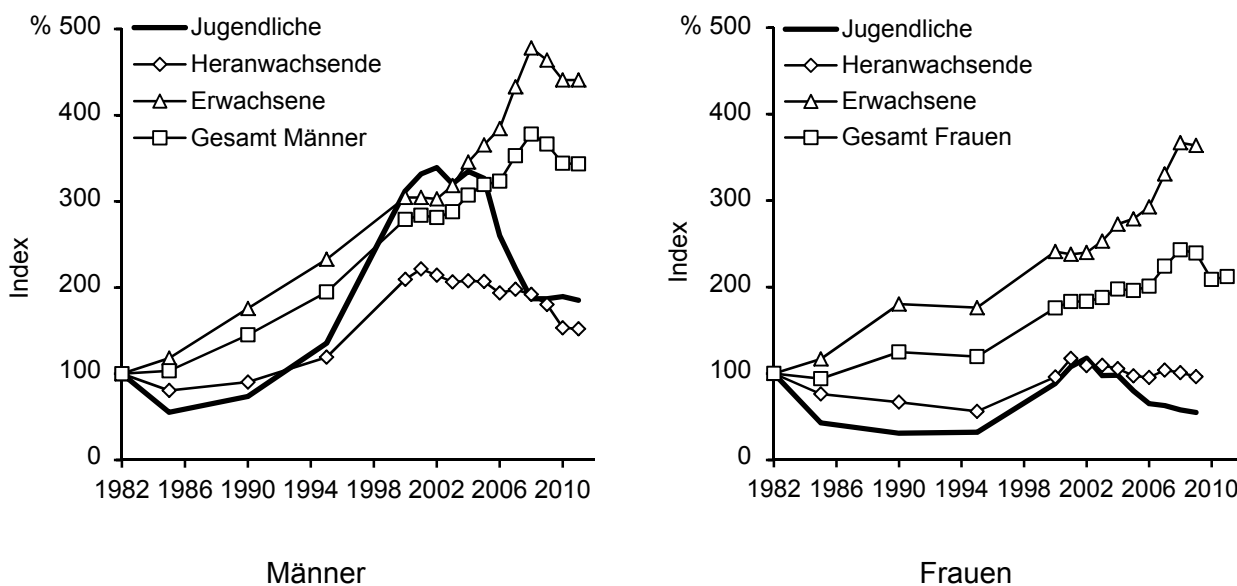 % 500
400
300
200
100
0
Index
Jugendliche
Heranwachsende
Erwachsene
Gesamt Männer
1982 1986 1990 1994 1998 2002 2006 2010
Männer
% 500
400
300
200
100
0
Index
Jugendliche
Heranwachsende
Erwachsene
Gesamt Frauen
1982 1986 1990 1994 1998 2002 2006 2010
Frauen